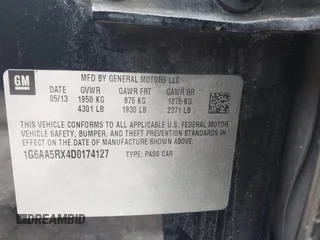 GM
MFD BY GENERAL MOTORS LLC
DATE GVWR GAWR FRT GAWR RR
05/13 1950 KG 875 KG 1075 KG
4301 LB 1930 LB 2371 LB
THIS VEHICLE CONFORMS TO ALL APPLICABLE U.S. FEDERAL MOTOR
VEHICLE SAFETY, BUMPER, AND THEFT PREVENTION STANDARDS IN
EFFECT ON THE DATE OF MANUFACTURE SHOWN ABOVE.
1G6AA5RX4D0174127 TYPE: PASS CAR
AUTOBIDMASTER